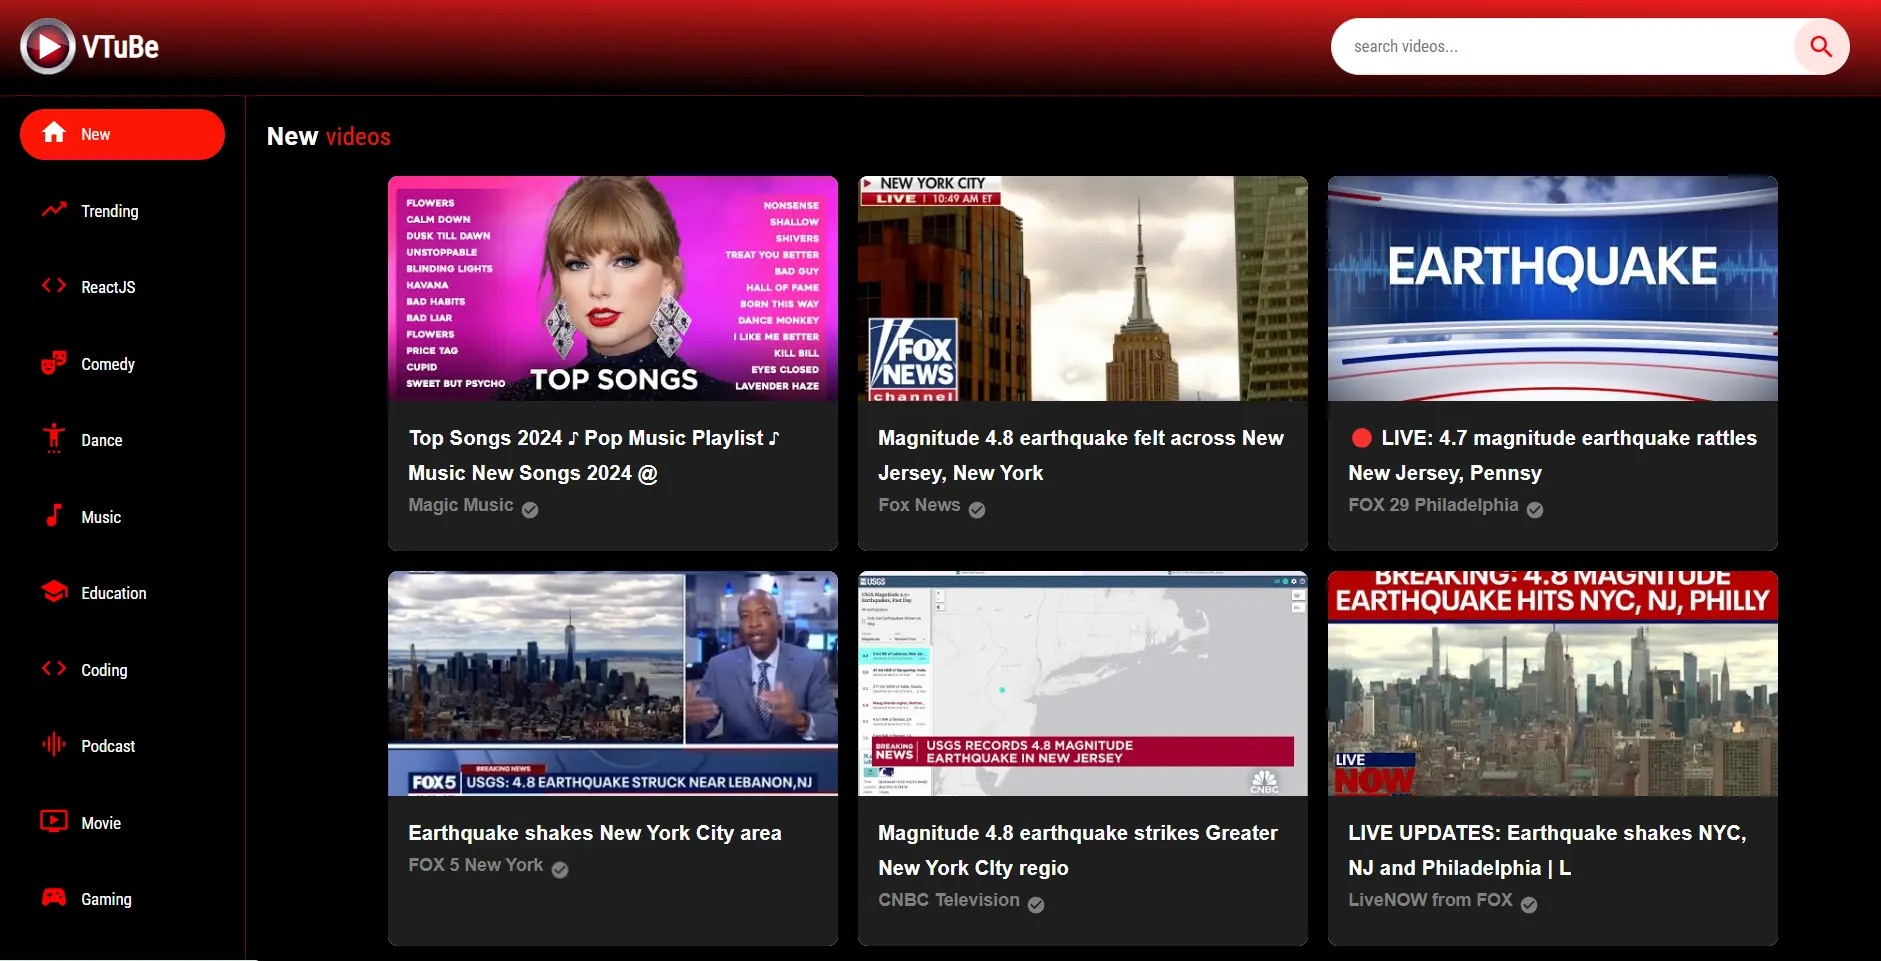 VTuBe
search videos...
New
Trending
ReactJS
Comedy
Dance
Music
Education
Coding
Podcast
Movie
Gaming
New videos
FLOWERS
CALM DOWN
DUSK TILL DAWN
UNSTOPPABLE
BLINDING LIGHTS
HAVANA
BAD HABITS
BAD LIAR
FLOWERS
PRICE TAG
CUPID
SWEET BUT PSYCHO
NONSENSE
SHALLOW
SHIVERS
TREAT YOU BETTER
BAD GUY
HALL OF FAME
BORN THIS WAY
DANCE MONKEY
I LIKE ME BETTER
KILL BILL
EYES CLOSED
LAVENDER HAZE
TOP SONGS
Top Songs 2024 ♪ Pop Music Playlist ♪
Music New Songs 2024 @
Magic Music
NEW YORK CITY
LIVE | 10:49 AM ET
FOX
NEWS
channel
Magnitude 4.8 earthquake felt across New
Jersey, New York
Fox News
EARTHQUAKE
🔴 LIVE: 4.7 magnitude earthquake rattles
New Jersey, Pennsy
FOX 29 Philadelphia
BREAKING NEWS
FOX 5 USGS: 4.8 EARTHQUAKE STRUCK NEAR LEBANON, NJ
Earthquake shakes New York City area
FOX 5 New York
USGS
USGS Magnitude 4.5+
Earthquakes, Past Day
BREAKING
NEWS
USGS RECORDS 4.8 MAGNITUDE
EARTHQUAKE IN NEW JERSEY
CNBC
Magnitude 4.8 earthquake strikes Greater
New York CIty regio
CNBC Television
BREAKING: 4.8 MAGNITUDE
EARTHQUAKE HITS NYC, NJ, PHILLY
LIVE
NOW
LIVE UPDATES: Earthquake shakes NYC,
NJ and Philadelphia | L
LiveNOW from FOX